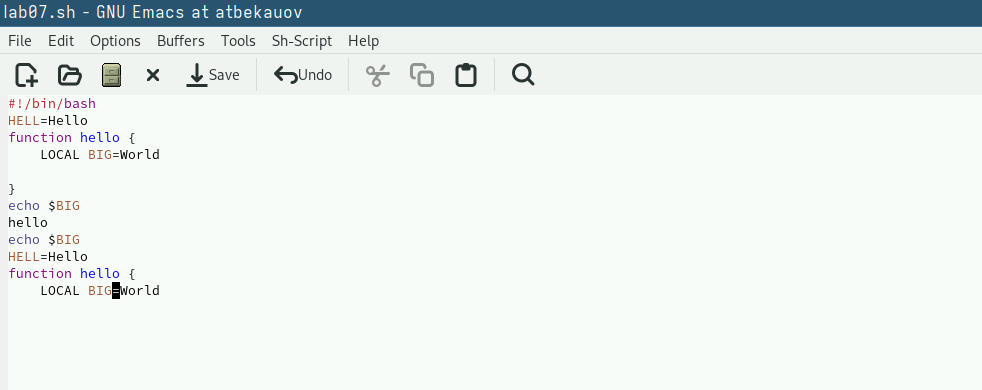 lab07.sh - GNU Emacs at atbekauov
File Edit Options Buffers Tools Sh-Script Help
Save Undo
#!/bin/bash
HELL=Hello
function hello {
    LOCAL BIG=World
}
echo $BIG
hello
echo $BIG
HELL=Hello
function hello {
    LOCAL BIG=World